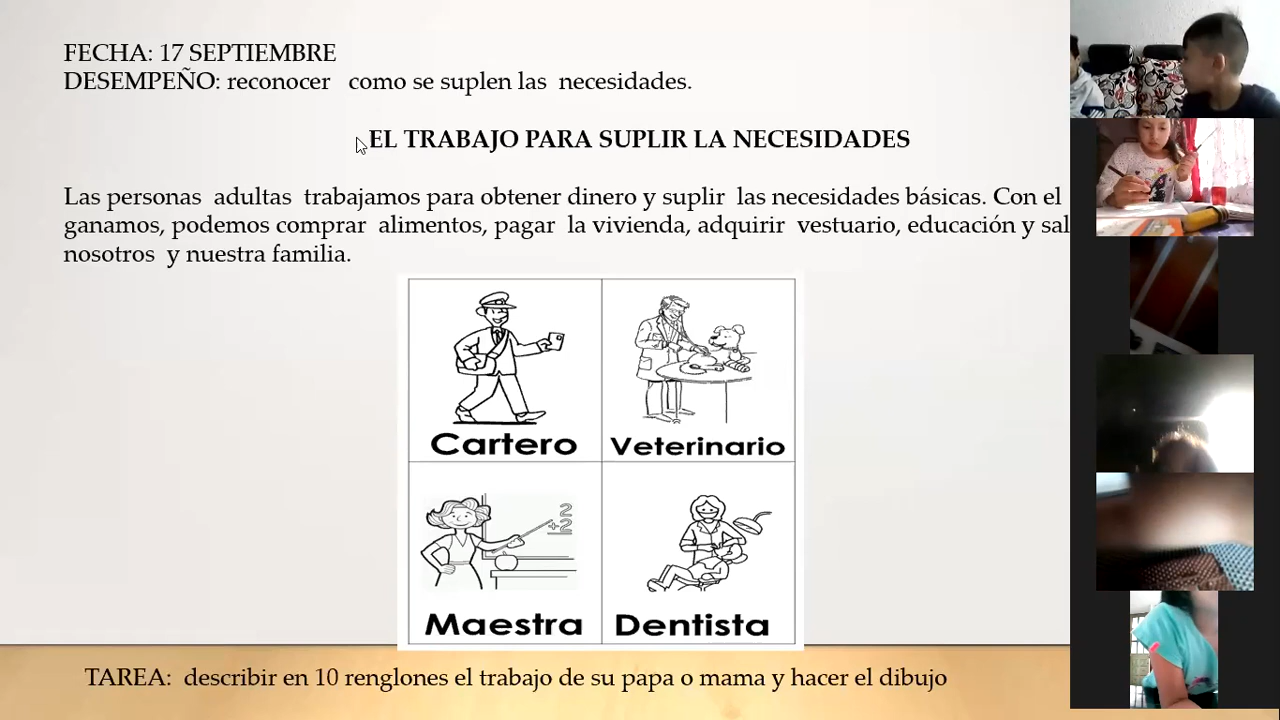 FECHA: 17 SEPTIEMBRE
DESEMPEÑO: reconocer como se suplen las necesidades.
EL TRABAJO PARA SUPLIR LA NECESIDADES
Las personas adultas trabajamos para obtener dinero y suplir las necesidades básicas. Con el
ganamos, podemos comprar alimentos, pagar la vivienda, adquirir vestuario, educación y sal
nosotros y nuestra familia.
Cartero
Veterinario
2
+2
Maestra
Dentista
TAREA: describir en 10 renglones el trabajo de su papa o mama y hacer el dibujo